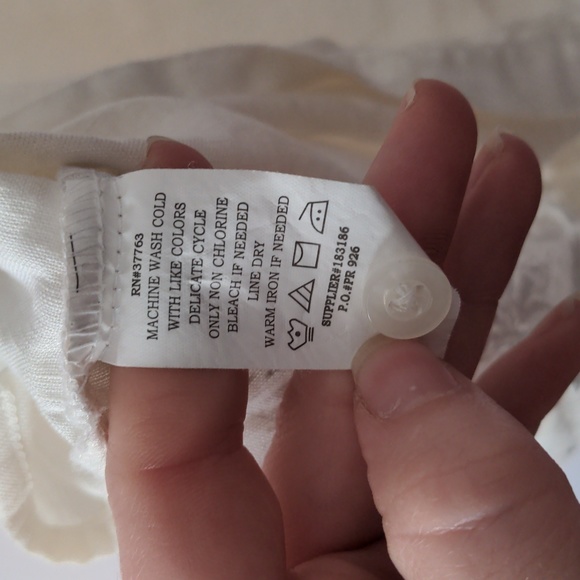 RN#37763
MACHINE WASH COLD
WITH LIKE COLORS
DELICATE CYCLE
ONLY NON CHLORINE
BLEACH IF NEEDED
LINE DRY
WARM IRON IF NEEDED
SUPPLIER#183186
P.O.#PR 926